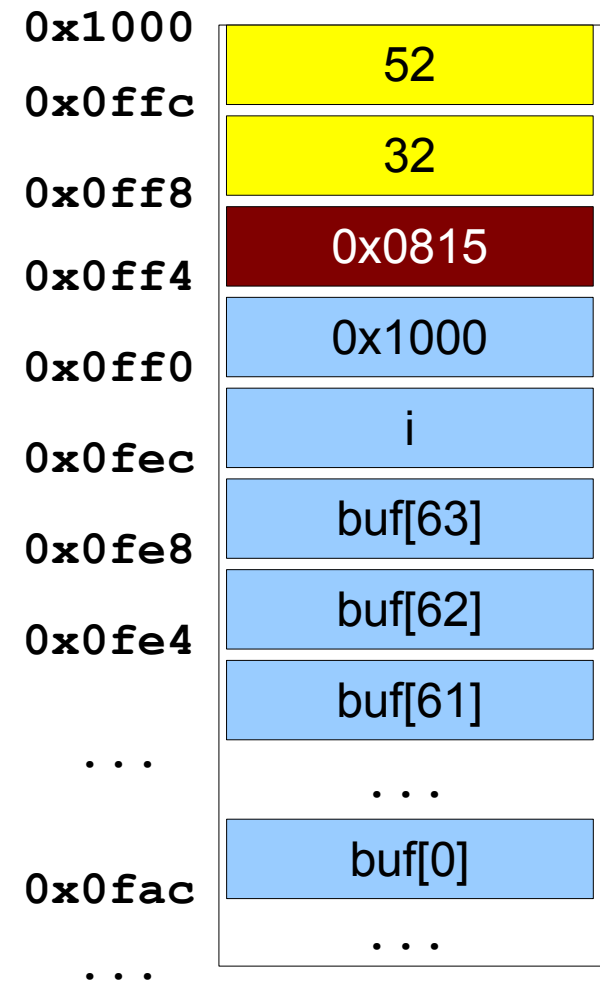 0x1000
52
0x0ffc
32
0x0ff8
0x0815
0x0ff4
0x1000
0x0ff0
i
0x0fec
buf[63]
0x0fe8
buf[62]
0x0fe4
buf[61]
...
...
buf[0]
0x0fac
...
...